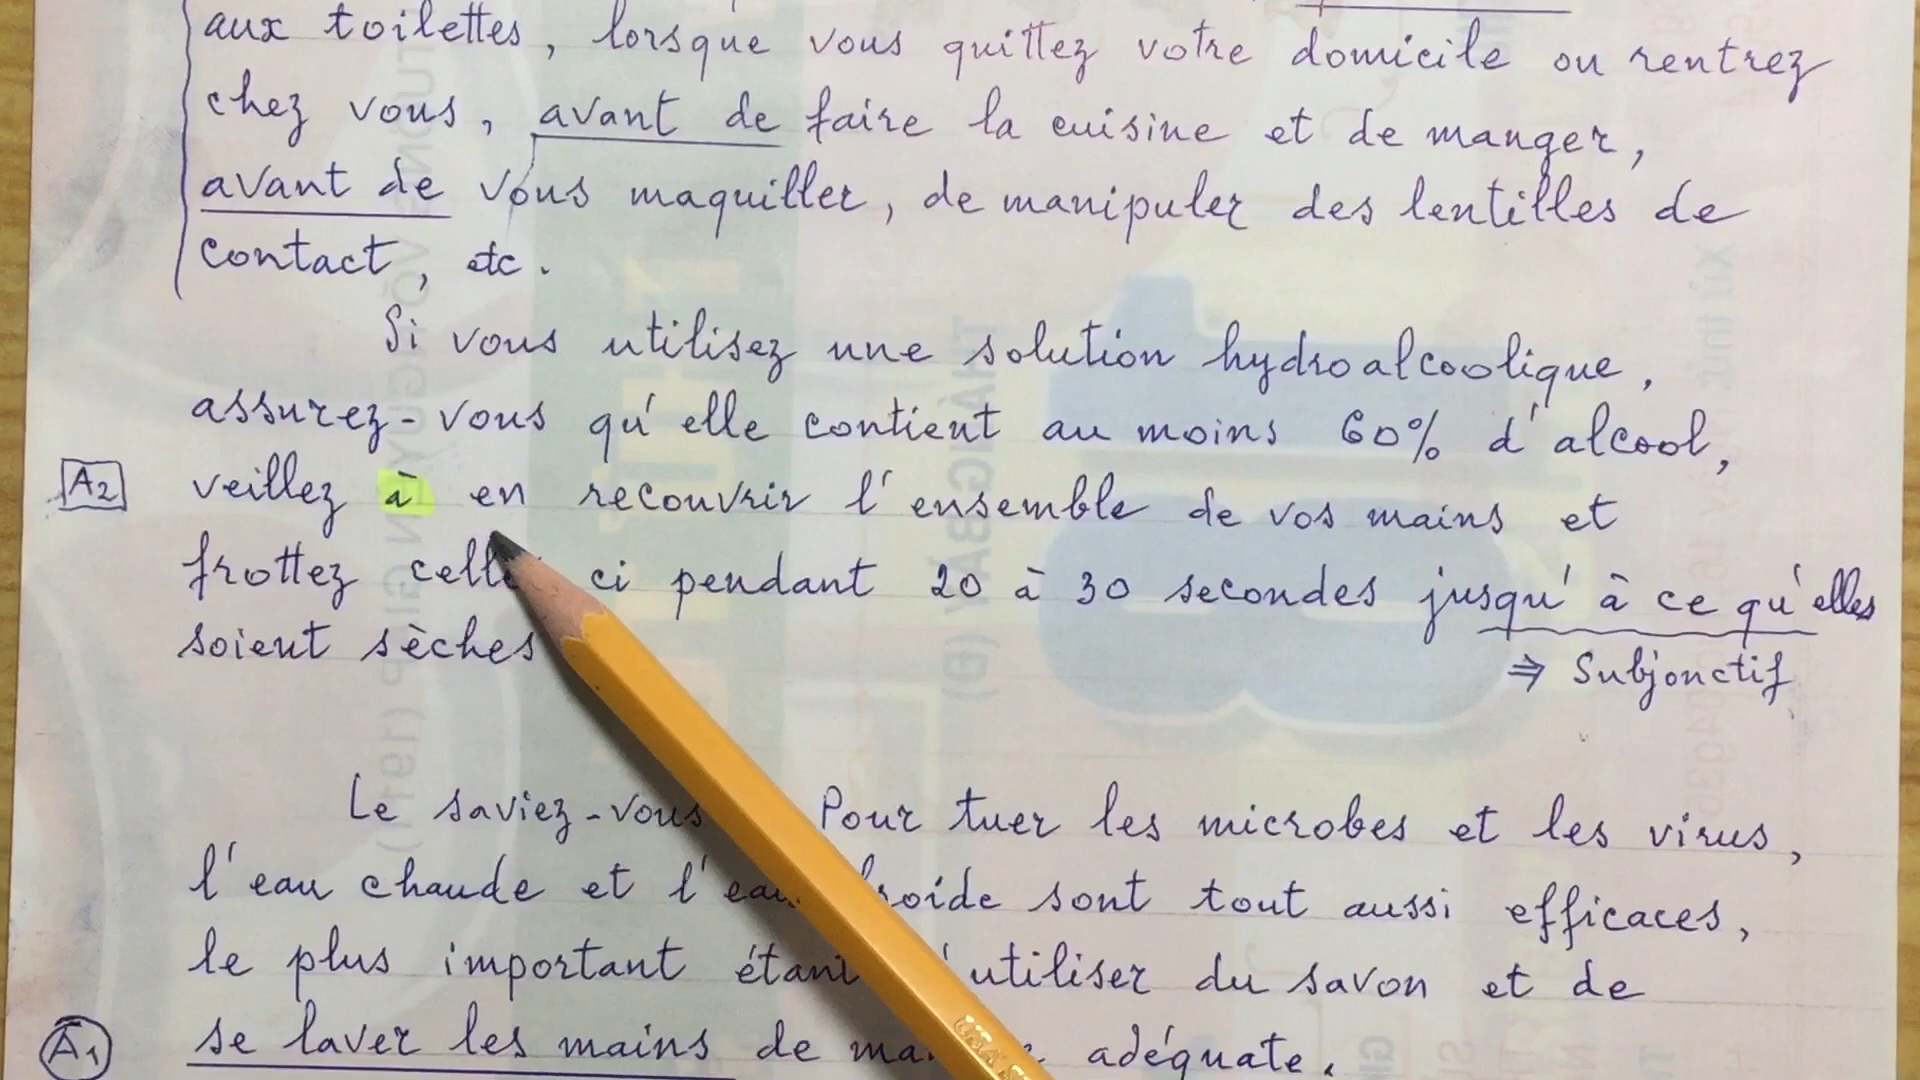 aux toilettes, lorsque vous quittez votre domicile ou rentrez
chez vous, avant de faire la cuisine et de manger,
avant de vous maquiller, de manipuler des lentilles de
contact, etc.
Si vous utilisez une solution hydroalcoolique,
assurez-vous qu'elle contient au moins 60% d'alcool,
A2 veillez à en recouvrir l'ensemble de vos mains et
frottez ci pendant 20 à 30 secondes jusqu'à ce qu'elles
soient sèches
⇒ Subjonctif
Le saviez-vous Pour tuer les microbes et les virus,
l'eau chaude et sont tout aussi efficaces,
le plus important utiliser du savon et de
A1 se laver les mains de adéquate.